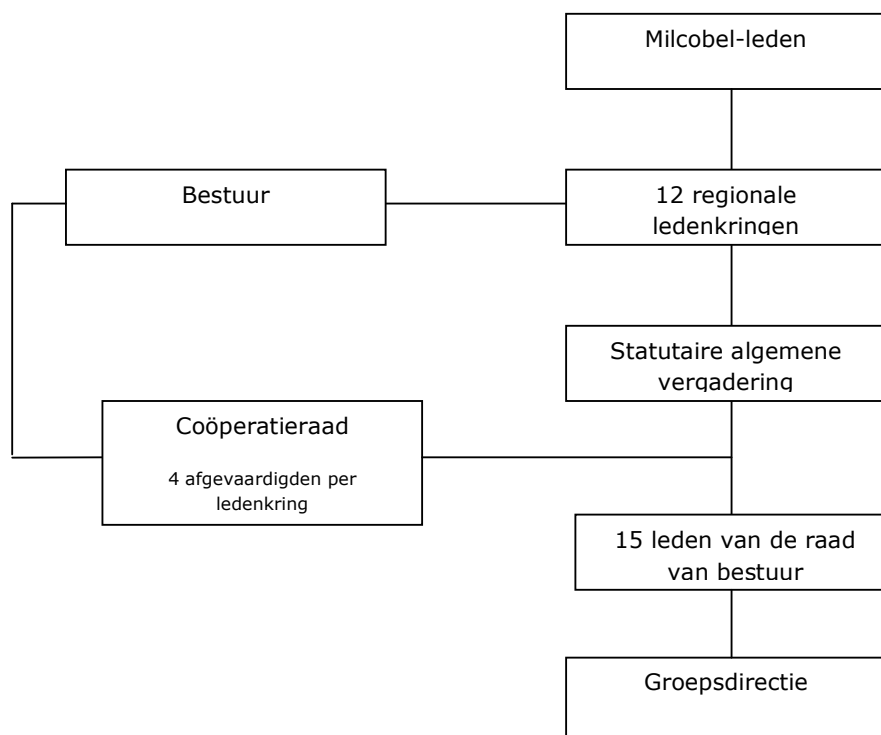 Milcobel-leden
Bestuur
12 regionale
ledenkringen
Statutaire algemene
vergadering
Coöperatieraad
4 afgevaardigden per
ledenkring
15 leden van de raad
van bestuur
Groepsdirectie